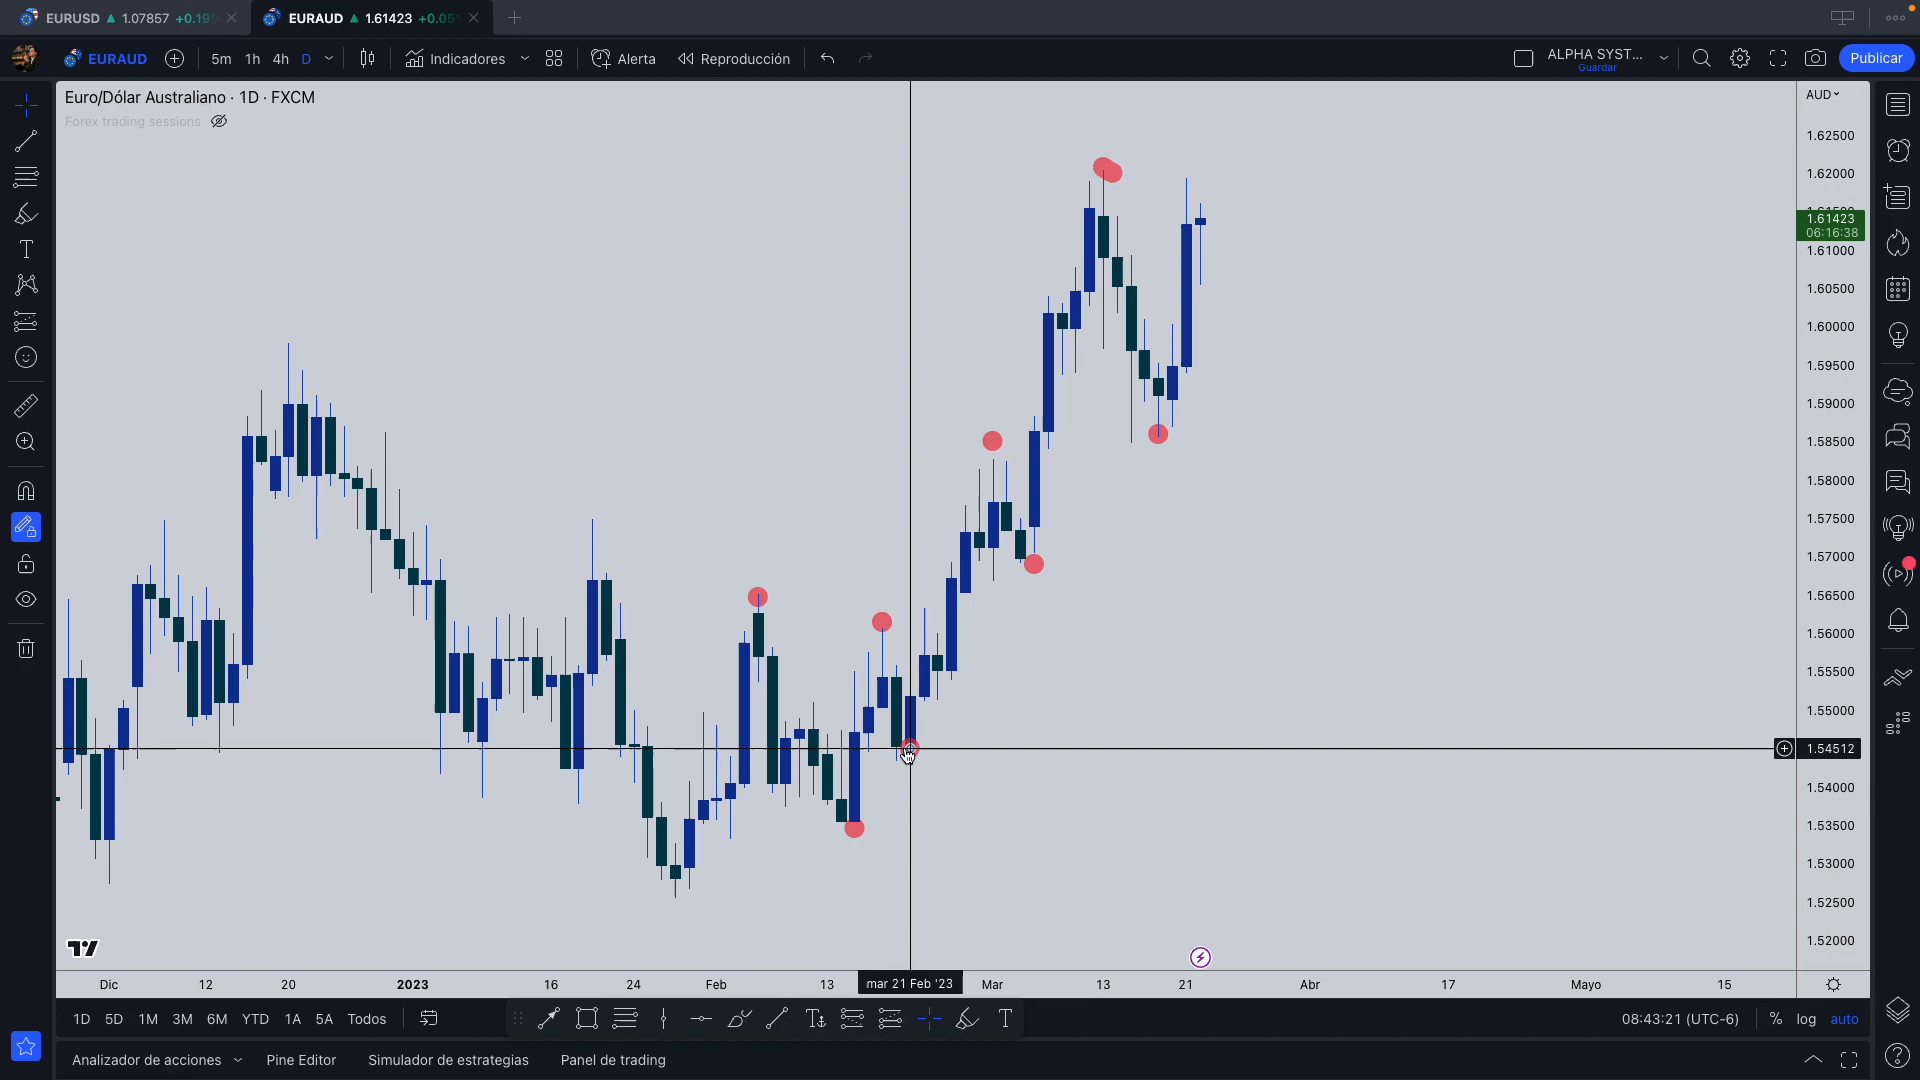 EURUSD ▲ 1.07857 +0.19%
EURAUD ▲ 1.61423 +0.05
EURAUD
5m 1h 4h D
Indicadores
Alerta
Reproducción
ALPHA SYST...
Guardar
Publicar
Euro/Dólar Australiano · 1D · FXCM
Forex trading sessions
AUD
1.62500
1.62000
1.61423
06:16:38
1.61000
1.60500
1.60000
1.59500
1.59000
1.58500
1.58000
1.57500
1.57000
1.56500
1.56000
1.55500
1.55000
1.54512
1.54000
1.53500
1.53000
1.52500
1.52000
Dic 12 20 2023 16 24 Feb 13 mar 21 Feb '23 Mar 13 21 Abr 17 Mayo 15
1D 5D 1M 3M 6M YTD 1A 5A Todos
08:43:21 (UTC-6) % log auto
Analizador de acciones Pine Editor Simulador de estrategias Panel de trading